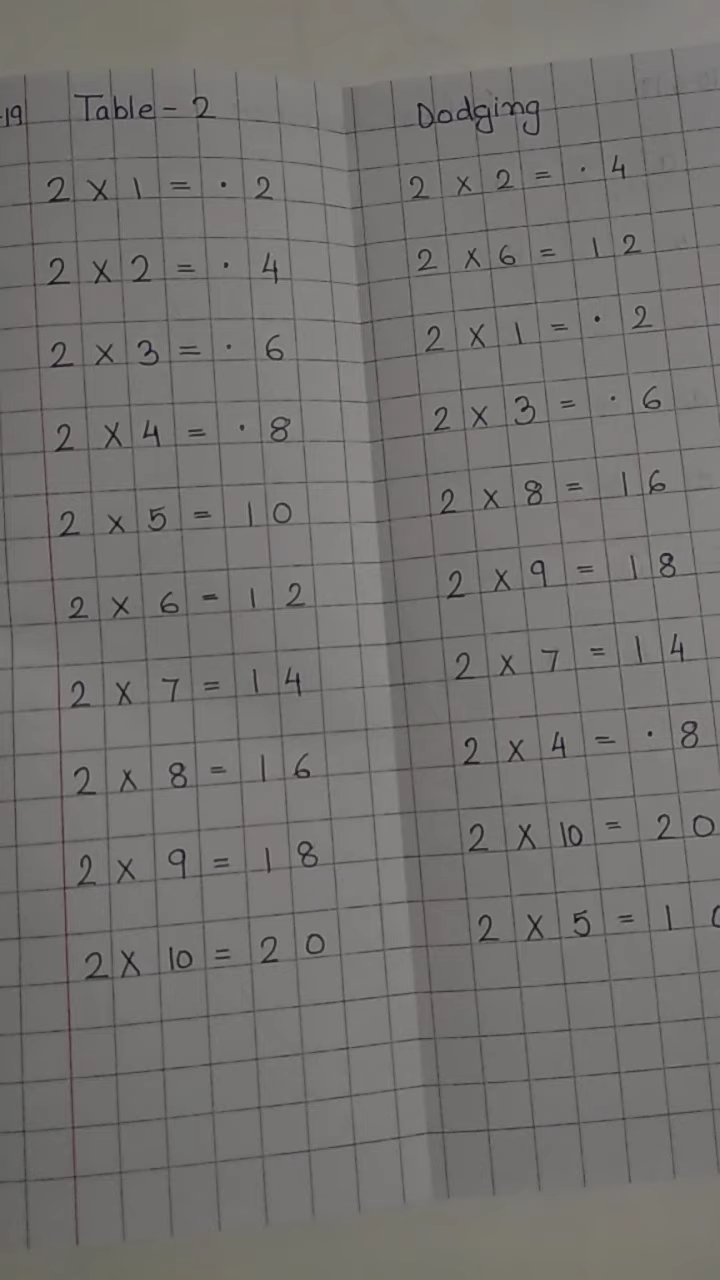 -19
Table - 2
2 × 1 = · 2
2 × 2 = · 4
2 × 3 = · 6
2 × 4 = · 8
2 × 5 = 10
2 × 6 = 12
2 × 7 = 14
2 × 8 = 16
2 × 9 = 18
2 × 10 = 20
Dodging
2 × 2 = · 4
2 × 6 = 12
2 × 1 = · 2
2 × 3 = · 6
2 × 8 = 16
2 × 9 = 18
2 × 7 = 14
2 × 4 = · 8
2 × 10 = 20
2 × 5 = 10